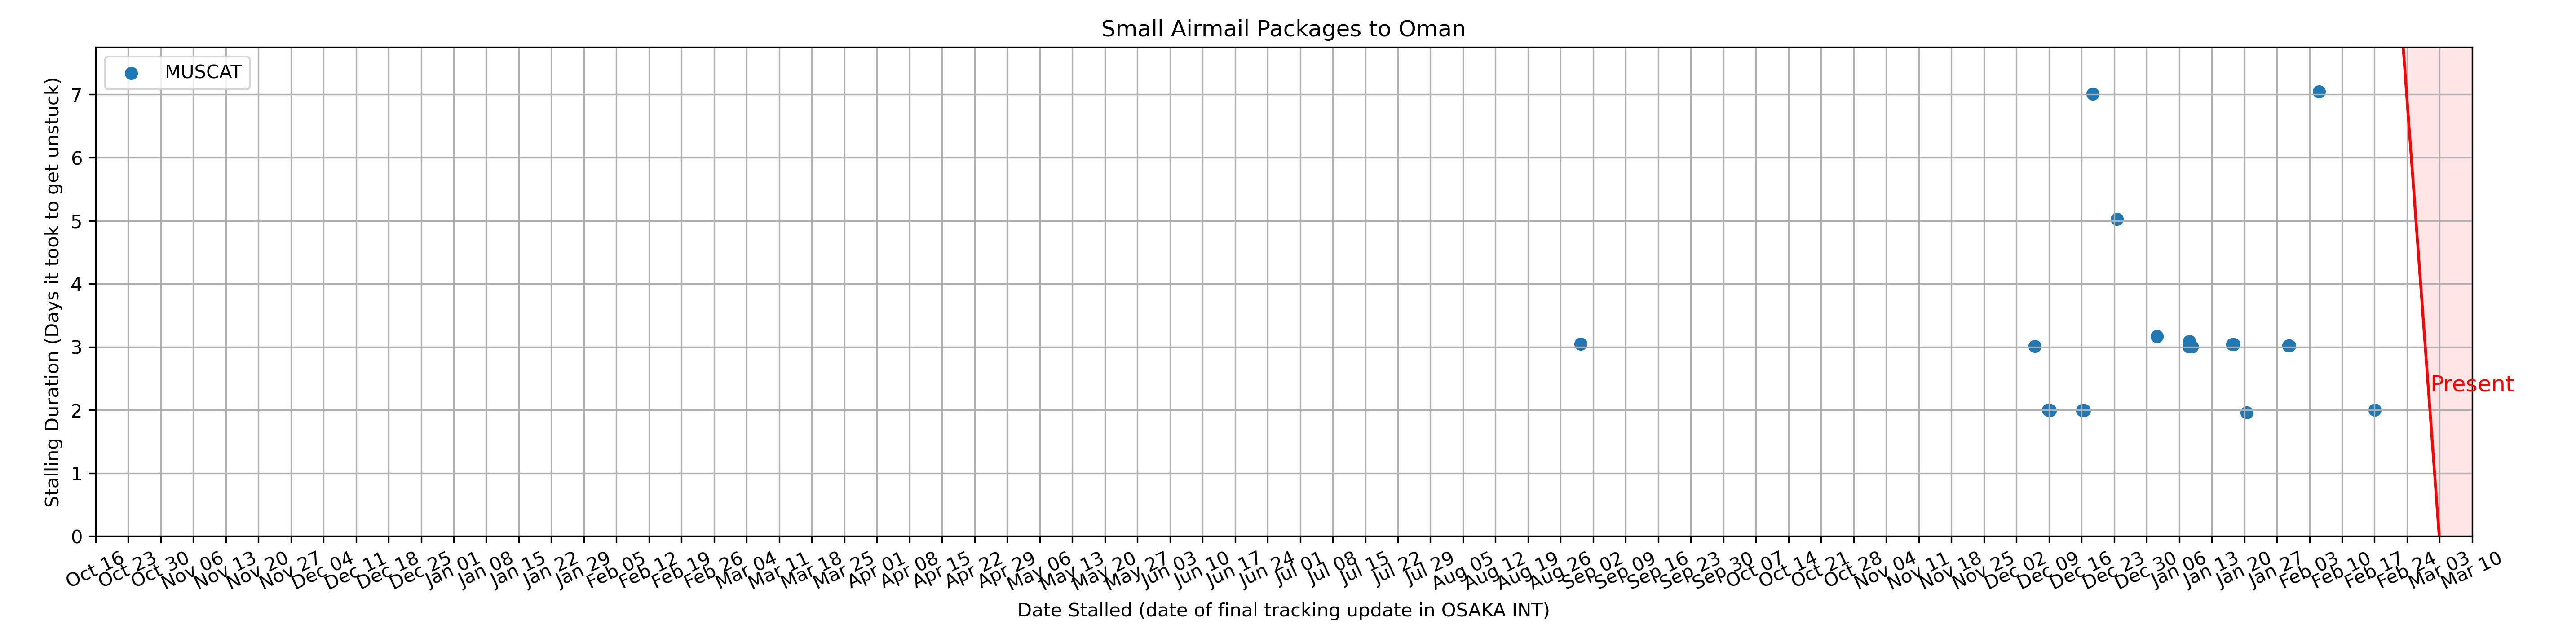 Small Airmail Packages to Oman
MUSCAT
Stalling Duration (Days it took to get unstuck)
7
6
5
4
3
2
1
0
Present
Oct 16
Oct 23
Oct 30
Nov 06
Nov 13
Nov 20
Nov 27
Dec 04
Dec 11
Dec 18
Dec 25
Jan 01
Jan 08
Jan 15
Jan 22
Jan 29
Feb 05
Feb 12
Feb 19
Feb 26
Mar 04
Mar 11
Mar 18
Mar 25
Apr 01
Apr 08
Apr 15
Apr 22
Apr 29
May 06
May 13
May 20
May 27
Jun 03
Jun 10
Jun 17
Jun 24
Jul 01
Jul 08
Jul 15
Jul 22
Jul 29
Aug 05
Aug 12
Aug 19
Aug 26
Sep 02
Sep 09
Sep 16
Sep 23
Sep 30
Oct 07
Oct 14
Oct 21
Oct 28
Nov 04
Nov 11
Nov 18
Nov 25
Dec 02
Dec 09
Dec 16
Dec 23
Dec 30
Jan 06
Jan 13
Jan 20
Jan 27
Feb 03
Feb 10
Feb 17
Feb 24
Mar 03
Mar 10
Date Stalled (date of final tracking update in OSAKA INT)